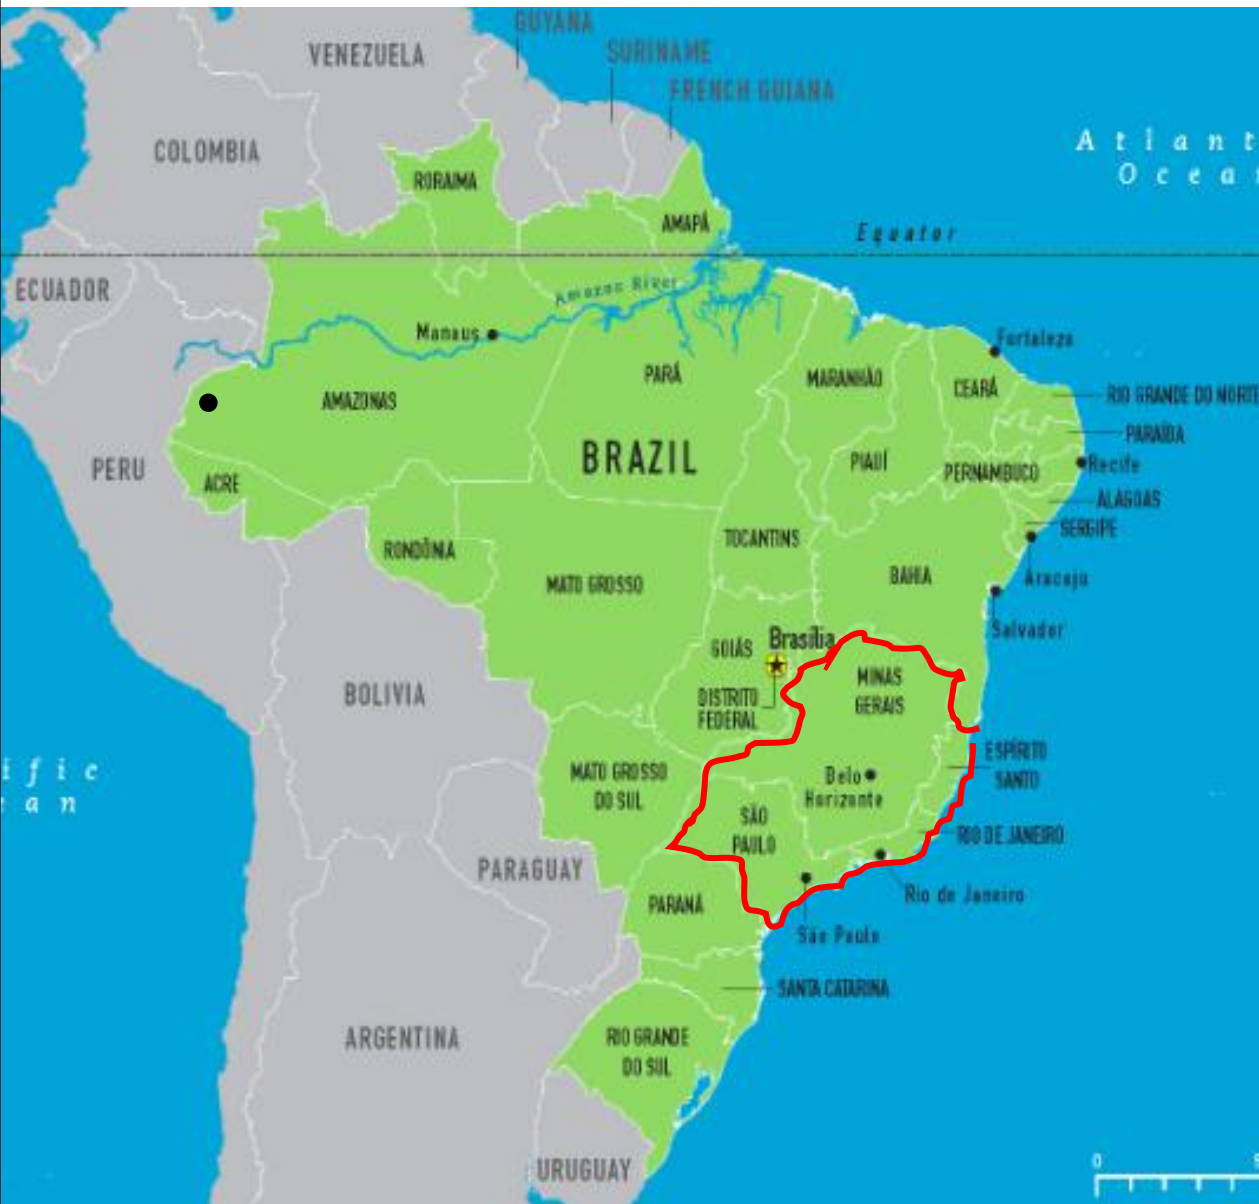 GUYANA
SURINAME
VENEZUELA
FRENCH GUIANA
COLOMBIA
Atlant
Ocea
RORAIMA
AMAPÁ
Equator
ECUADOR
Amazon River
Manaus
Fortaleza
PARÁ
MARANHÃO
CEARÁ
RIO GRANDE DO NORTE
AMAZONAS
PARAÍBA
BRAZIL
PERU
PIAUÍ
PERNAMBUCO
Recife
ACRE
ALAGOAS
SERGIPE
TOCANTINS
RONDÔNIA
MATO GROSSO
BAHIA
Aracaju
Salvador
GOIÁS
Brasília
MINAS
GERAIS
BOLIVIA
DISTRITO
FEDERAL
ESPÍRITO
SANTO
ific
ean
MATO GROSSO
DO SUL
Belo
Horizonte
SÃO
PAULO
RIO DE JANEIRO
PARAGUAY
Rio de Janeiro
PARANÁ
São Paulo
SANTA CATARINA
ARGENTINA
RIO GRANDE
DO SUL
URUGUAY
0